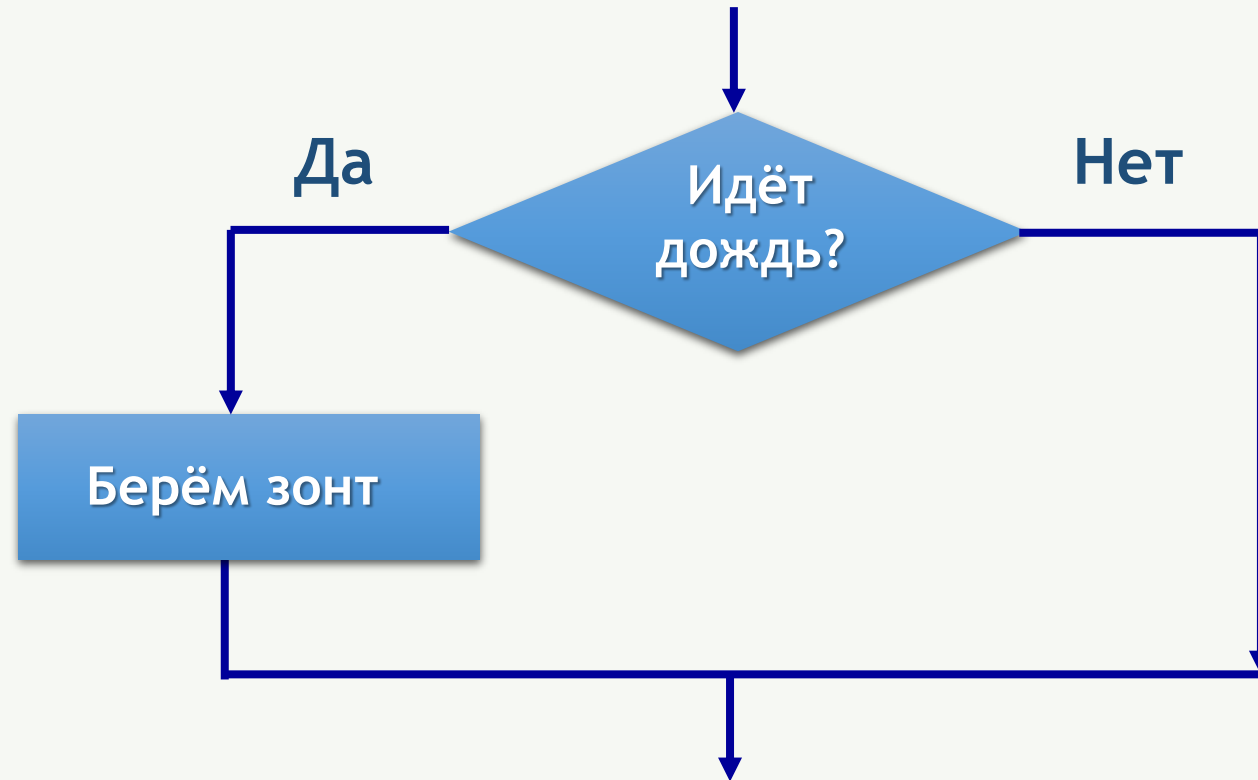 Да
Идёт
дождь?
Нет
Берём зонт